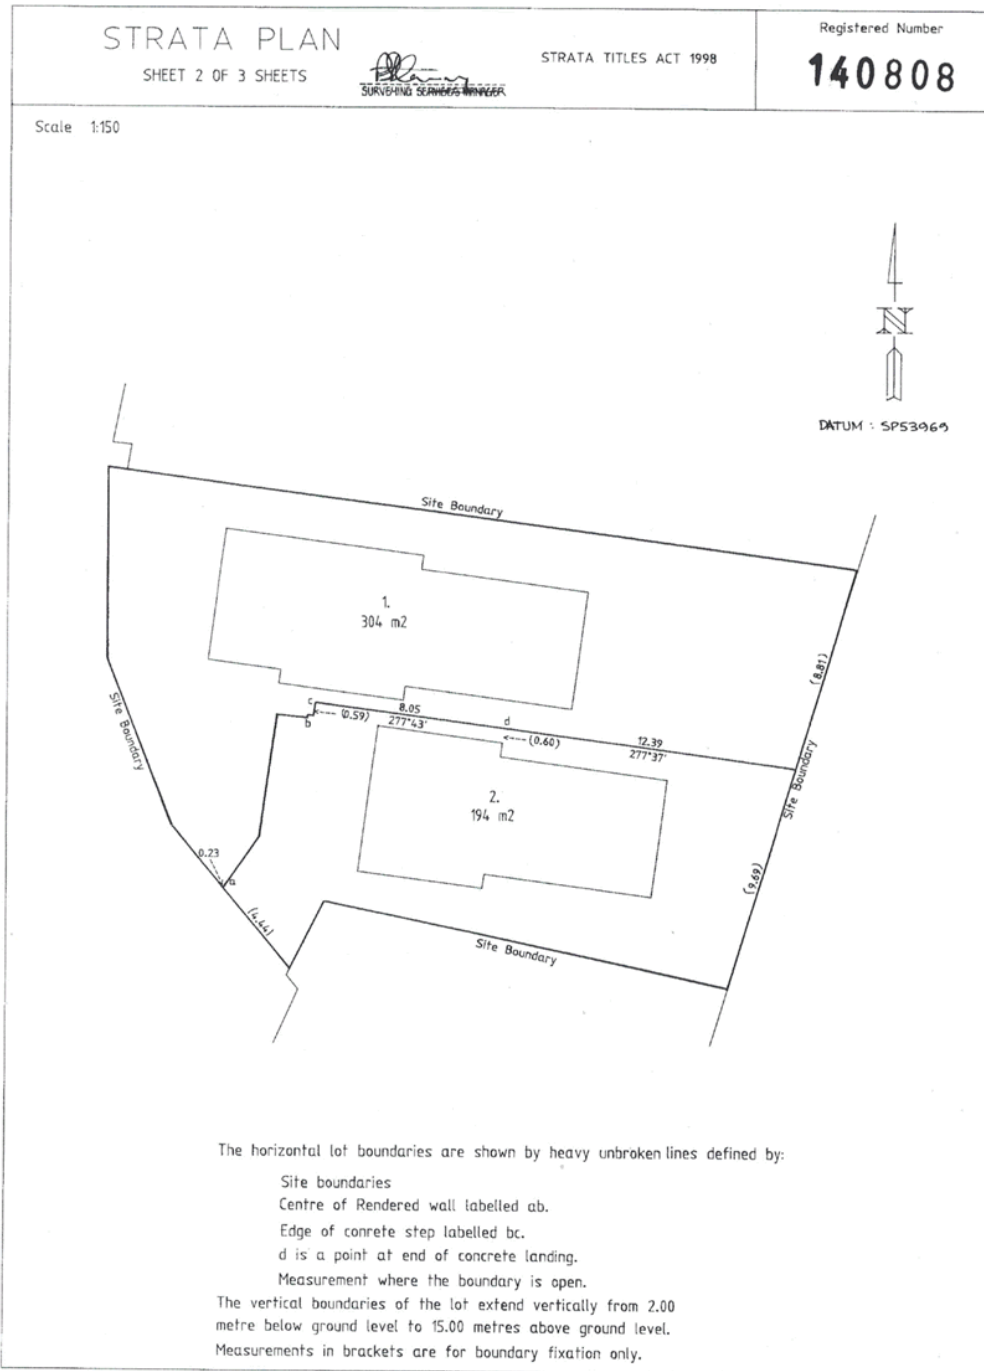 STRATA PLAN
SHEET 2 OF 3 SHEETS
SURVEYING SERVICES MANAGER
STRATA TITLES ACT 1998
Registered Number
140808
Scale 1:150
N
DATUM : SP53969
Site Boundary
1.
304 m2
(8.81)
Site Boundary
c
b
(0.59)
8.05
277°43'
d
(0.60)
12.39
277°37'
Site Boundary
2.
194 m2
0.23
a
(4.44)
(9.69)
Site Boundary
The horizontal lot boundaries are shown by heavy unbroken lines defined by:
Site boundaries
Centre of Rendered wall labelled ab.
Edge of conrete step labelled bc.
d is a point at end of concrete landing.
Measurement where the boundary is open.
The vertical boundaries of the lot extend vertically from 2.00
metre below ground level to 15.00 metres above ground level.
Measurements in brackets are for boundary fixation only.